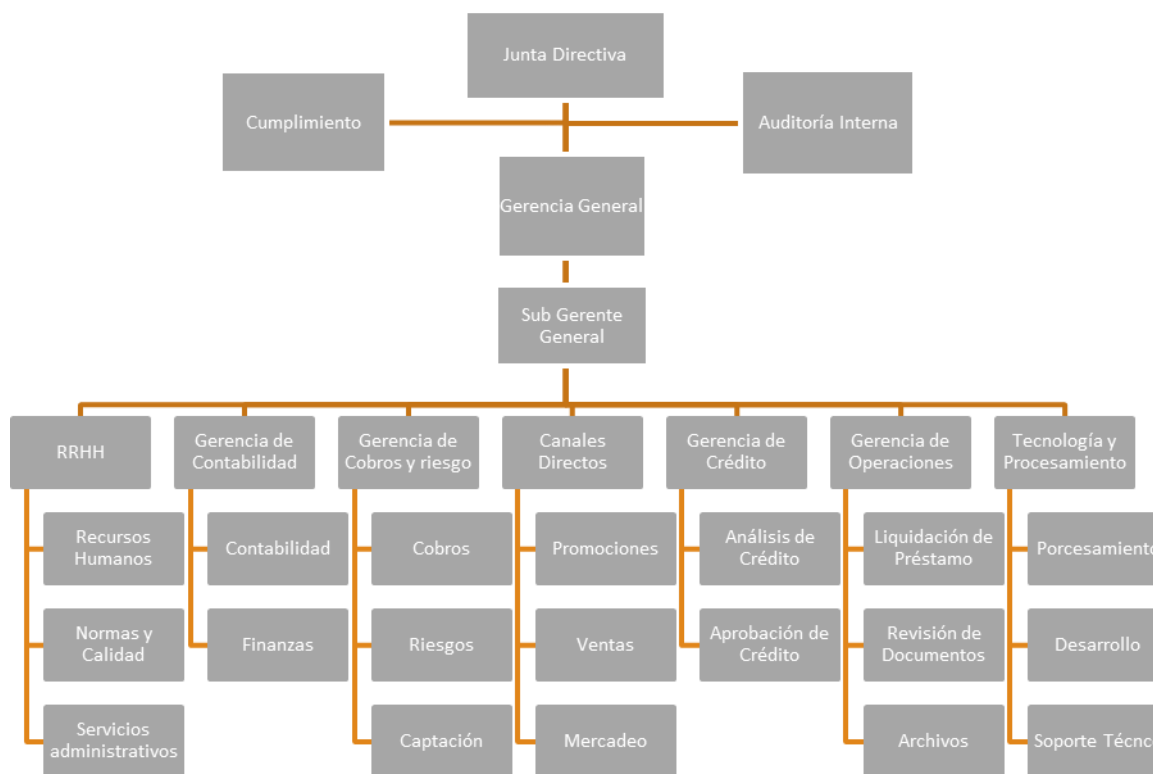 Junta Directiva
Cumplimiento
Auditoría Interna
Gerencia General
Sub Gerente
General
RRHH
Gerencia de
Contabilidad
Gerencia de
Cobros y riesgo
Canales
Directos
Gerencia de
Crédito
Gerencia de
Operaciones
Tecnología y
Procesamiento
Recursos
Humanos
Normas y
Calidad
Servicios
administrativos
Contabilidad
Finanzas
Cobros
Riesgos
Captación
Promociones
Ventas
Mercadeo
Análisis de
Crédito
Aprobación de
Crédito
Liquidación de
Préstamo
Revisión de
Documentos
Archivos
Porcesamiento
Desarrollo
Soporte Técnco